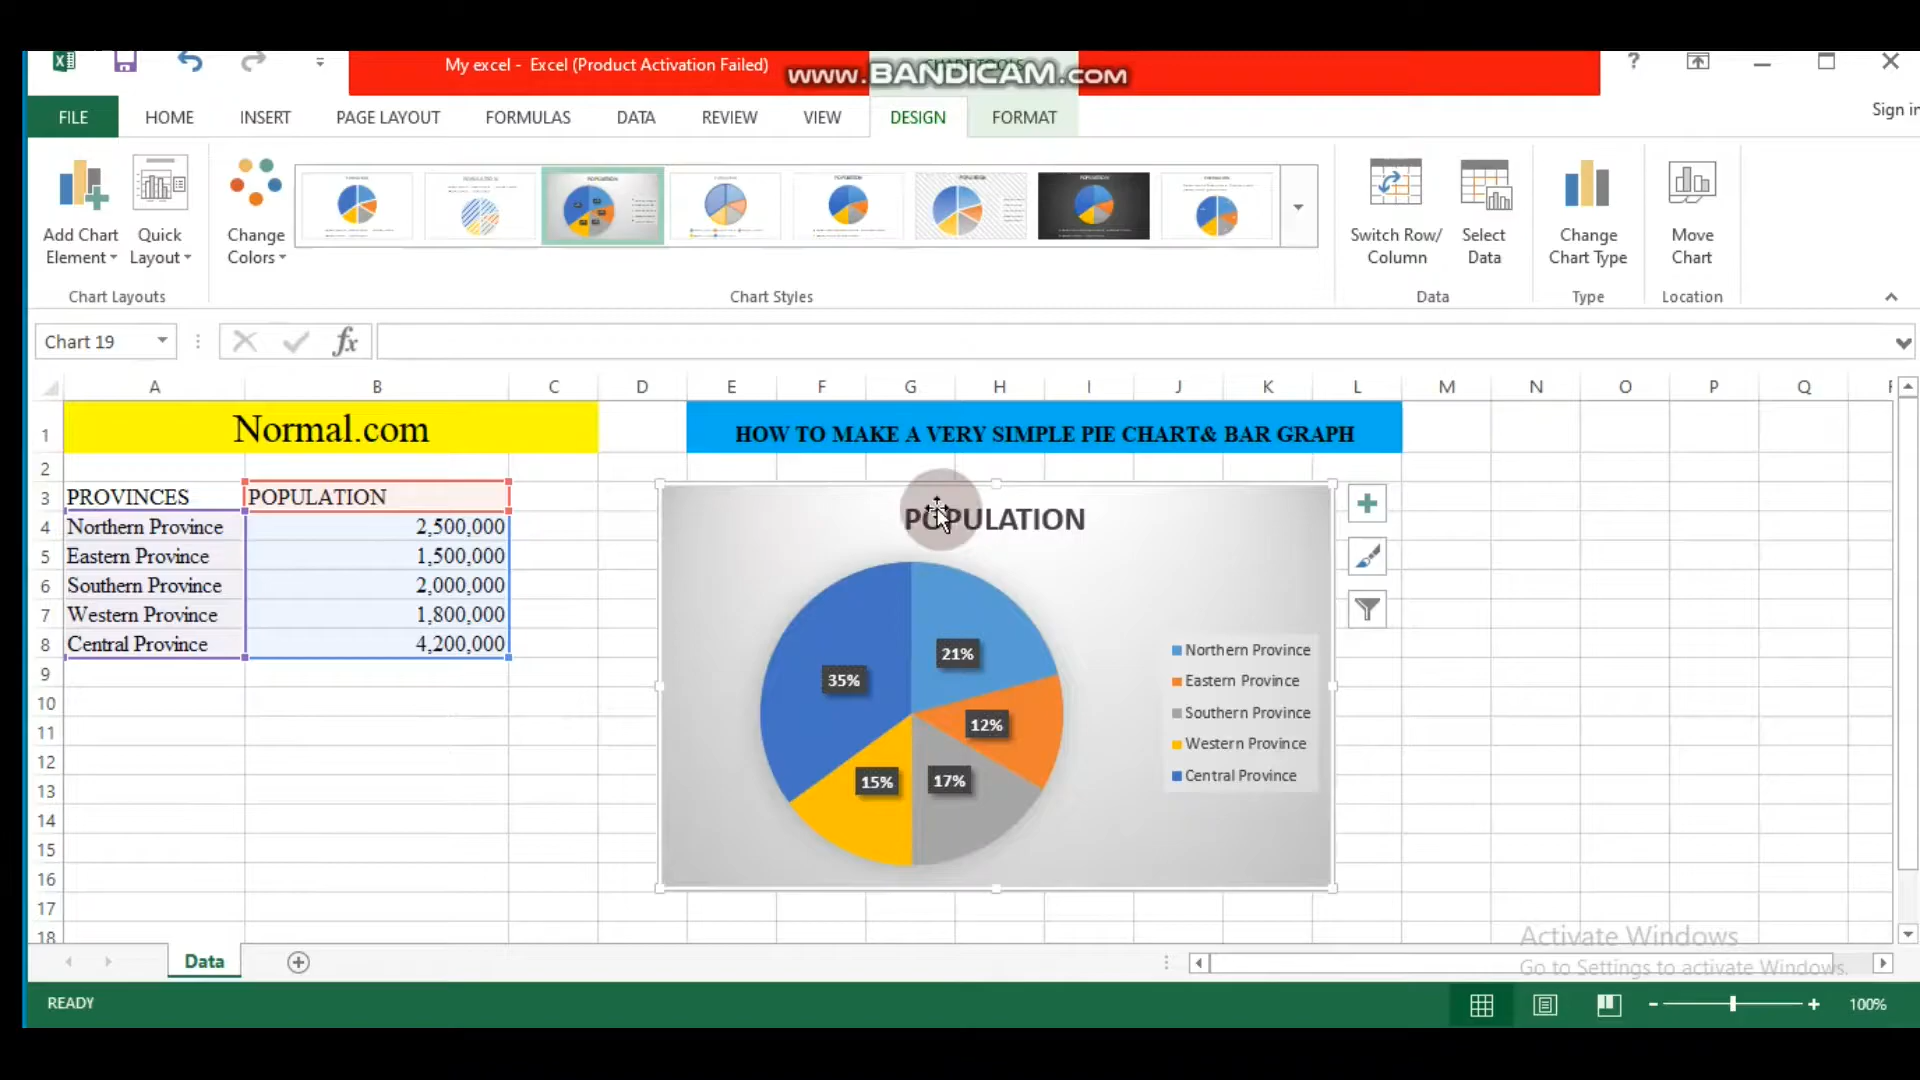 My excel - Excel (Product Activation Failed)
www.BANDICAM.com
?
Sign in
FILE HOME INSERT PAGE LAYOUT FORMULAS DATA REVIEW VIEW DESIGN FORMAT
Add Chart Element
Quick Layout
Change Colors
Switch Row/ Column
Select Data
Change Chart Type
Move Chart
Chart Layouts
Chart Styles
Data
Type
Location
Chart 19
fx
A B C D E F G H I J K L M N O P Q
1 Normal.com
HOW TO MAKE A VERY SIMPLE PIE CHART& BAR GRAPH
2
3 PROVINCES POPULATION
4 Northern Province 2,500,000
5 Eastern Province 1,500,000
6 Southern Province 2,000,000
7 Western Province 1,800,000
8 Central Province 4,200,000
9
10
11
12
13
14
15
16
17
18
POPULATION
21%
35%
12%
15%
17%
Northern Province
Eastern Province
Southern Province
Western Province
Central Province
Activate Windows
Go to Settings to activate Windows.
Data
READY
100%